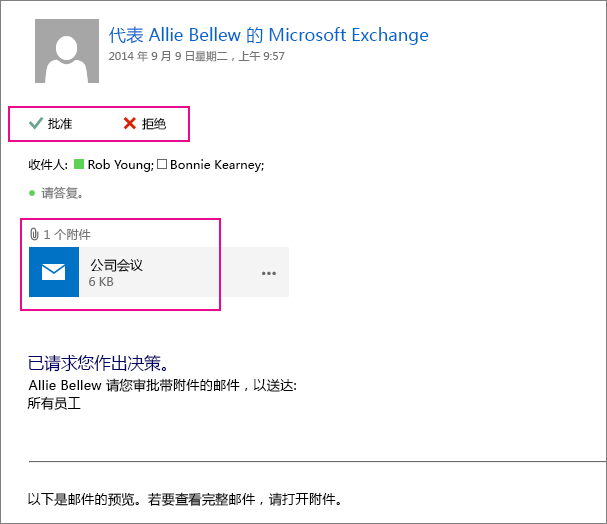 代表 Allie Bellew 的 Microsoft Exchange
2014 年 9 月 9 日星期二，上午 9:57
批准 拒绝
收件人: Rob Young; Bonnie Kearney;
请答复。
1 个附件
公司会议
6 KB
已请求您作出决策。
Allie Bellew 请您审批带附件的邮件，以送达:
所有员工
以下是邮件的预览。若要查看完整邮件，请打开附件。